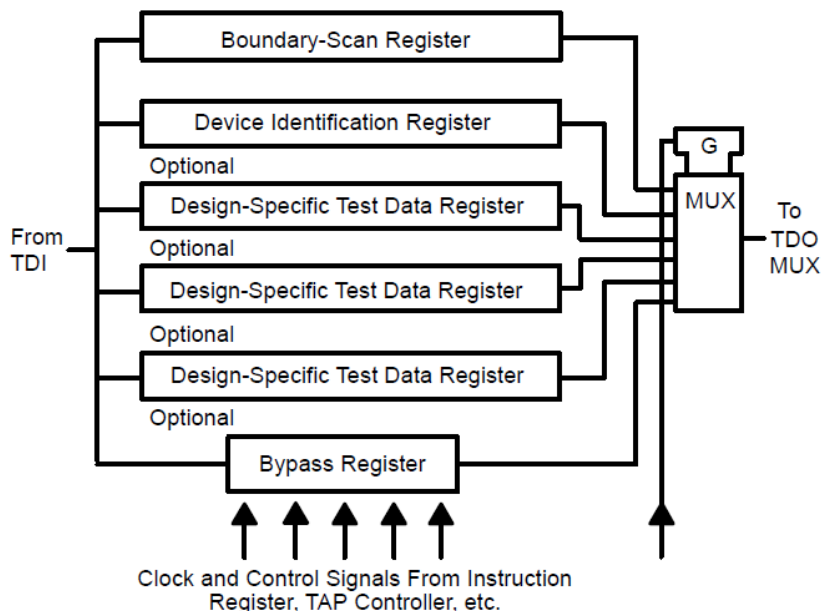 Boundary-Scan Register
Device Identification Register
Optional
Design-Specific Test Data Register
Optional
Design-Specific Test Data Register
Optional
Design-Specific Test Data Register
Optional
Bypass Register
From
TDI
G
MUX
To
TDO
MUX
Clock and Control Signals From Instruction
Register, TAP Controller, etc.